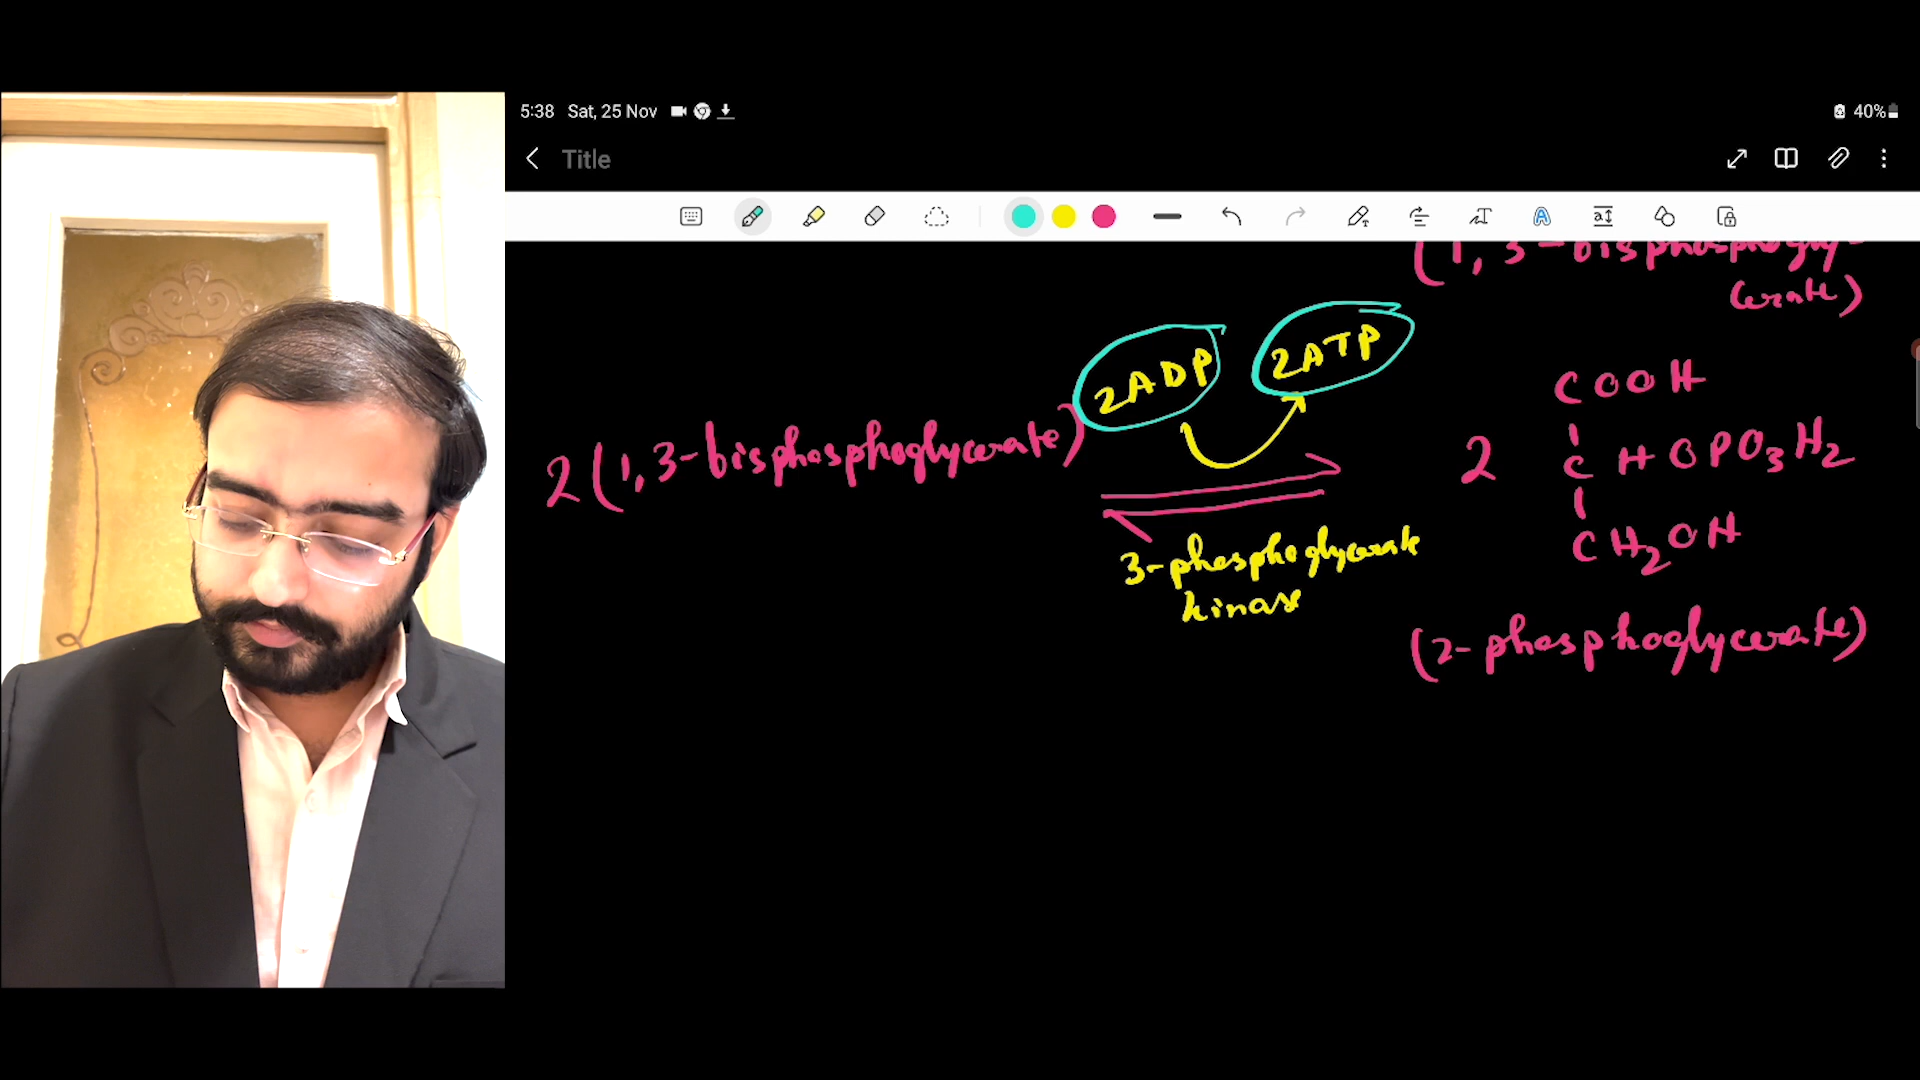 5:38 Sat, 25 Nov
40%
Title
(1, 3-bisphosphogly-
cerate)
2ADP 2ATP
COOH
2 (1, 3-bisphosphoglycerate)
2 CHOPO3H2
CH2OH
3-phosphoglycerate
kinase
(2-phosphoglycerate)